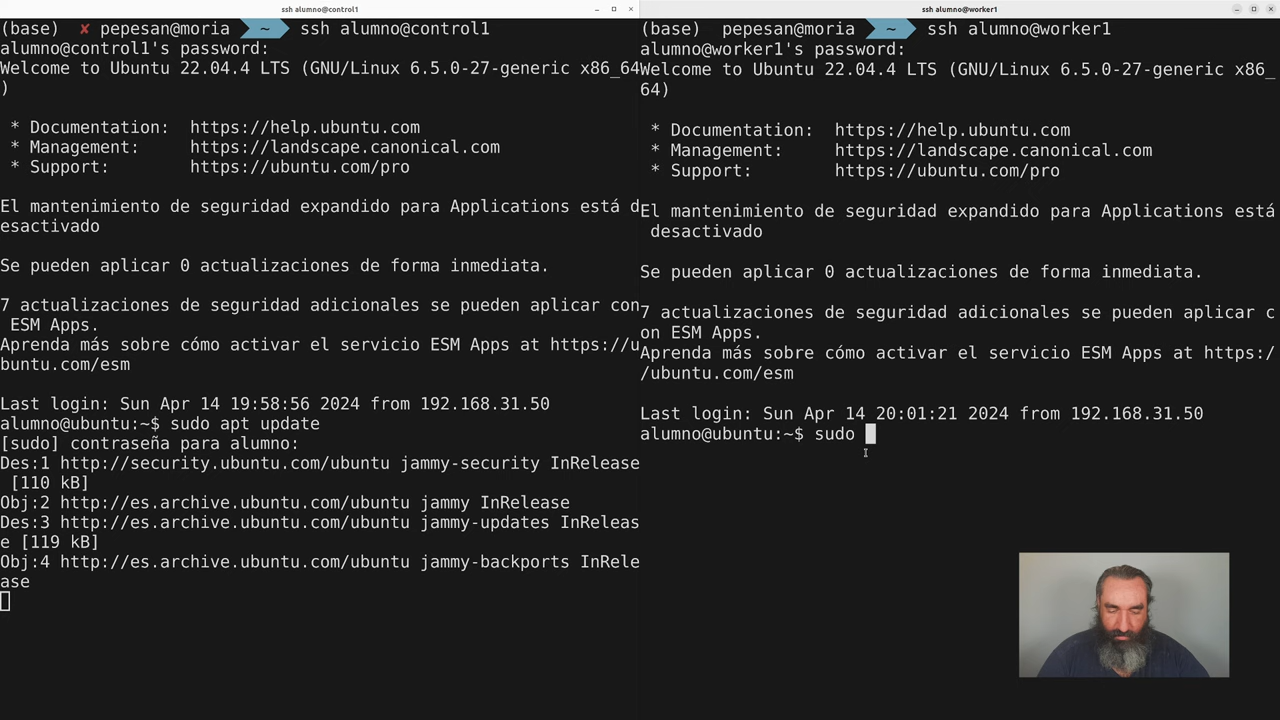 ssh alumno@control1
(base) ✘ pepesan@moria ~ ssh alumno@control1
alumno@control1's password:
Welcome to Ubuntu 22.04.4 LTS (GNU/Linux 6.5.0-27-generic x86_64
)
* Documentation: https://help.ubuntu.com
* Management: https://landscape.canonical.com
* Support: https://ubuntu.com/pro
El mantenimiento de seguridad expandido para Applications está d
esactivado
Se pueden aplicar 0 actualizaciones de forma inmediata.
7 actualizaciones de seguridad adicionales se pueden aplicar con
ESM Apps.
Aprenda más sobre cómo activar el servicio ESM Apps at https://u
buntu.com/esm
Last login: Sun Apr 14 19:58:56 2024 from 192.168.31.50
alumno@ubuntu:~$ sudo apt update
[sudo] contraseña para alumno:
Des:1 http://security.ubuntu.com/ubuntu jammy-security InRelease
[110 kB]
Obj:2 http://es.archive.ubuntu.com/ubuntu jammy InRelease
Des:3 http://es.archive.ubuntu.com/ubuntu jammy-updates InReleas
e [119 kB]
Obj:4 http://es.archive.ubuntu.com/ubuntu jammy-backports InRele
ase
ssh alumno@worker1
(base) pepesan@moria ~ ssh alumno@worker1
alumno@worker1's password:
Welcome to Ubuntu 22.04.4 LTS (GNU/Linux 6.5.0-27-generic x86_
64)
* Documentation: https://help.ubuntu.com
* Management: https://landscape.canonical.com
* Support: https://ubuntu.com/pro
El mantenimiento de seguridad expandido para Applications está
desactivado
Se pueden aplicar 0 actualizaciones de forma inmediata.
7 actualizaciones de seguridad adicionales se pueden aplicar c
on ESM Apps.
Aprenda más sobre cómo activar el servicio ESM Apps at https:/
/ubuntu.com/esm
Last login: Sun Apr 14 20:01:21 2024 from 192.168.31.50
alumno@ubuntu:~$ sudo